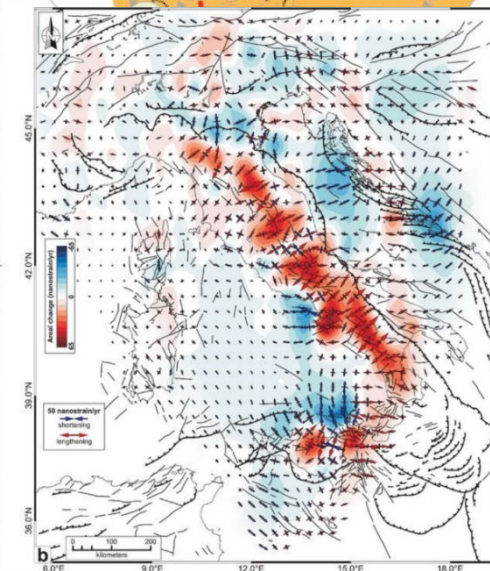 45.0°N
42.0°N
39.0°N
36.0°N
Areal change (nanostrain/yr)
-65
0
65
50 nanostrain/yr
shortening
lengthening
b
0
100
200
kilometers
6.0°E
9.0°E
12.0°E
15.0°E
18.0°E